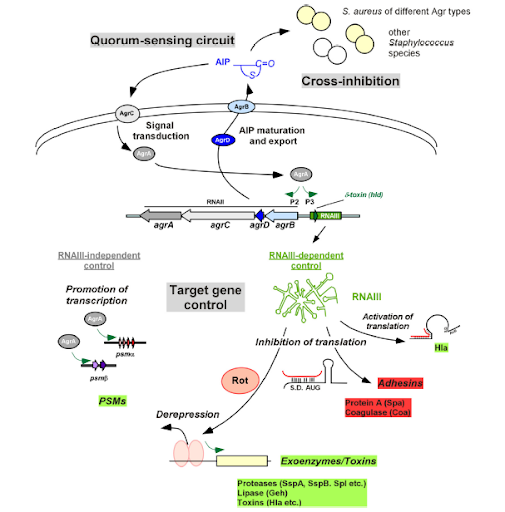 S. aureus of different Agr types
Quorum-sensing circuit
other
Staphylococcus
species
AIP
C=O
S
Cross-inhibition
AgrC
AgrB
Signal
transduction
AIP maturation
and export
AgrD
AgrA
AgrA
δ-toxin (hld)
RNAII
P2
P3
RNAIII
agrA
agrC
agrD
agrB
RNAIII-independent
control
RNAIII-dependent
control
Promotion of
transcription
Target gene
control
RNAIII
Activation of
translation
AgrA
psmα
Inhibition of translation
Hla
AgrA
psmβ
Rot
S.D. AUG
Adhesins
PSMs
Protein A (Spa)
Coagulase (Coa)
Derepression
Exoenzymes/Toxins
Proteases (SspA, SspB. Spl etc.)
Lipase (Geh)
Toxins (Hla etc.)